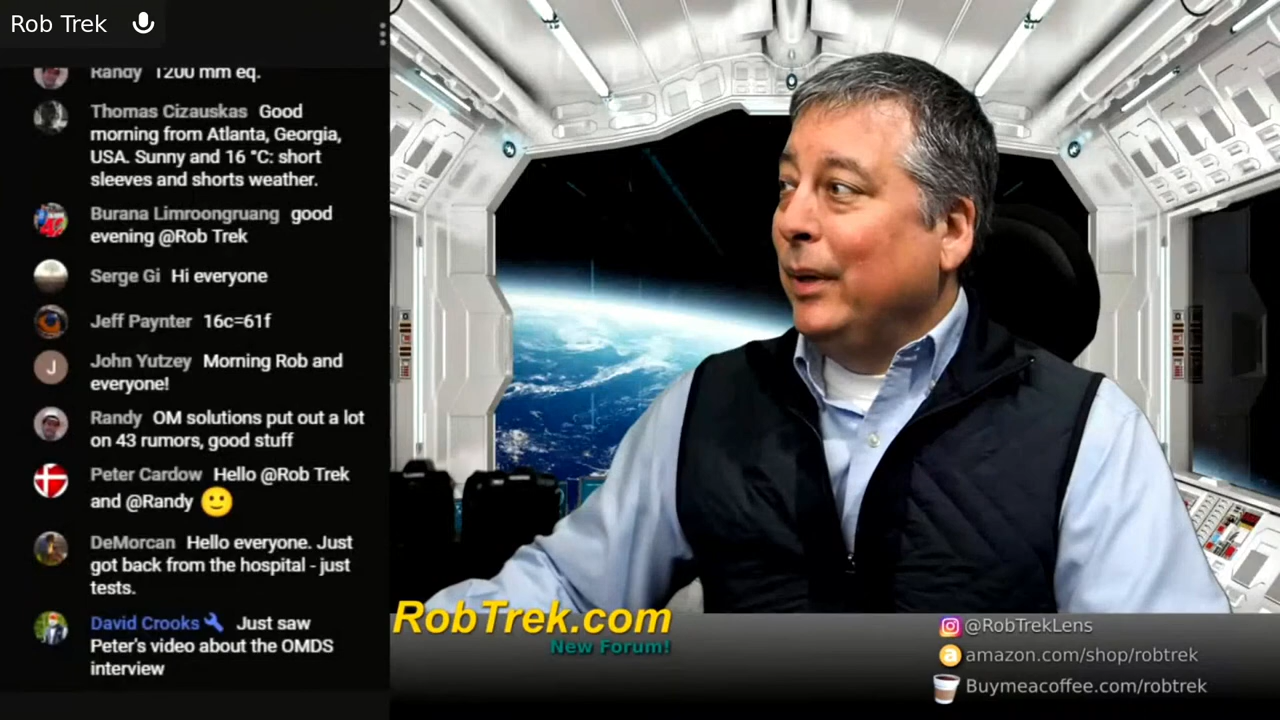 Rob Trek
Randy 1200 mm eq.
Thomas Cizauskas Good
morning from Atlanta, Georgia,
USA. Sunny and 16 °C: short
sleeves and shorts weather.
Burana Limroongruang good
evening @Rob Trek
Serge Gi Hi everyone
Jeff Paynter 16c=61f
J
John Yutzey Morning Rob and
everyone!
Randy OM solutions put out a lot
on 43 rumors, good stuff
Peter Cardow Hello @Rob Trek
and @Randy
DeMorcan Hello everyone. Just
got back from the hospital - just
tests.
David Crooks Just saw
Peter's video about the OMDS
interview
RobTrek.com
New Forum!
@RobTrekLens
a
amazon.com/shop/robtrek
Buymeacoffee.com/robtrek